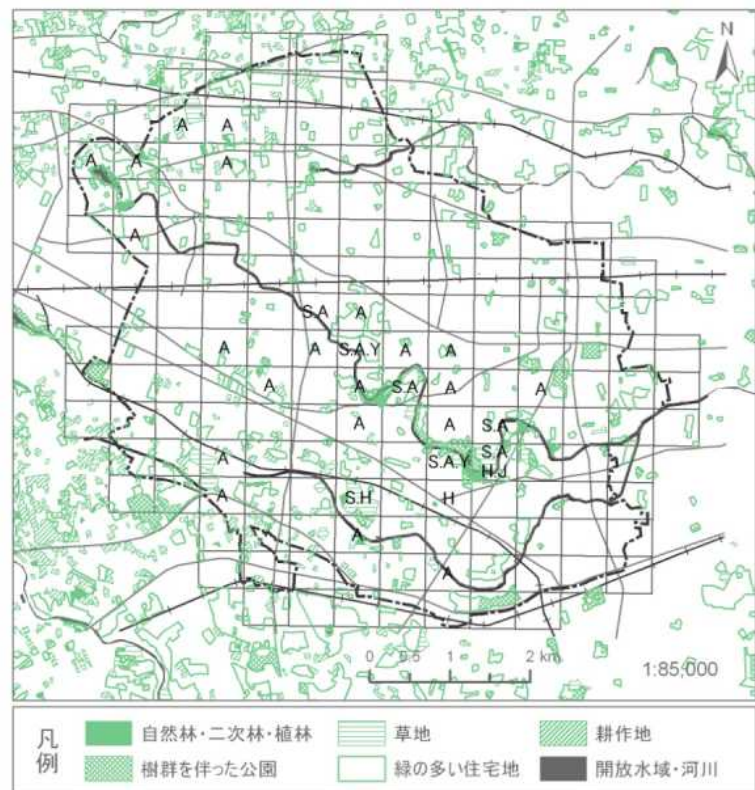 N
A A
A A A
A
S.A A
A A S.A.Y A A
A A S.A A A
A A S.A
A S.A.Y S.A
H.J
A S.H H
A
A
0 0.5 1 2 km
1:85,000
凡例
自然林・二次林・植林 草地 耕作地
樹群を伴った公園 緑の多い住宅地 開放水域・河川